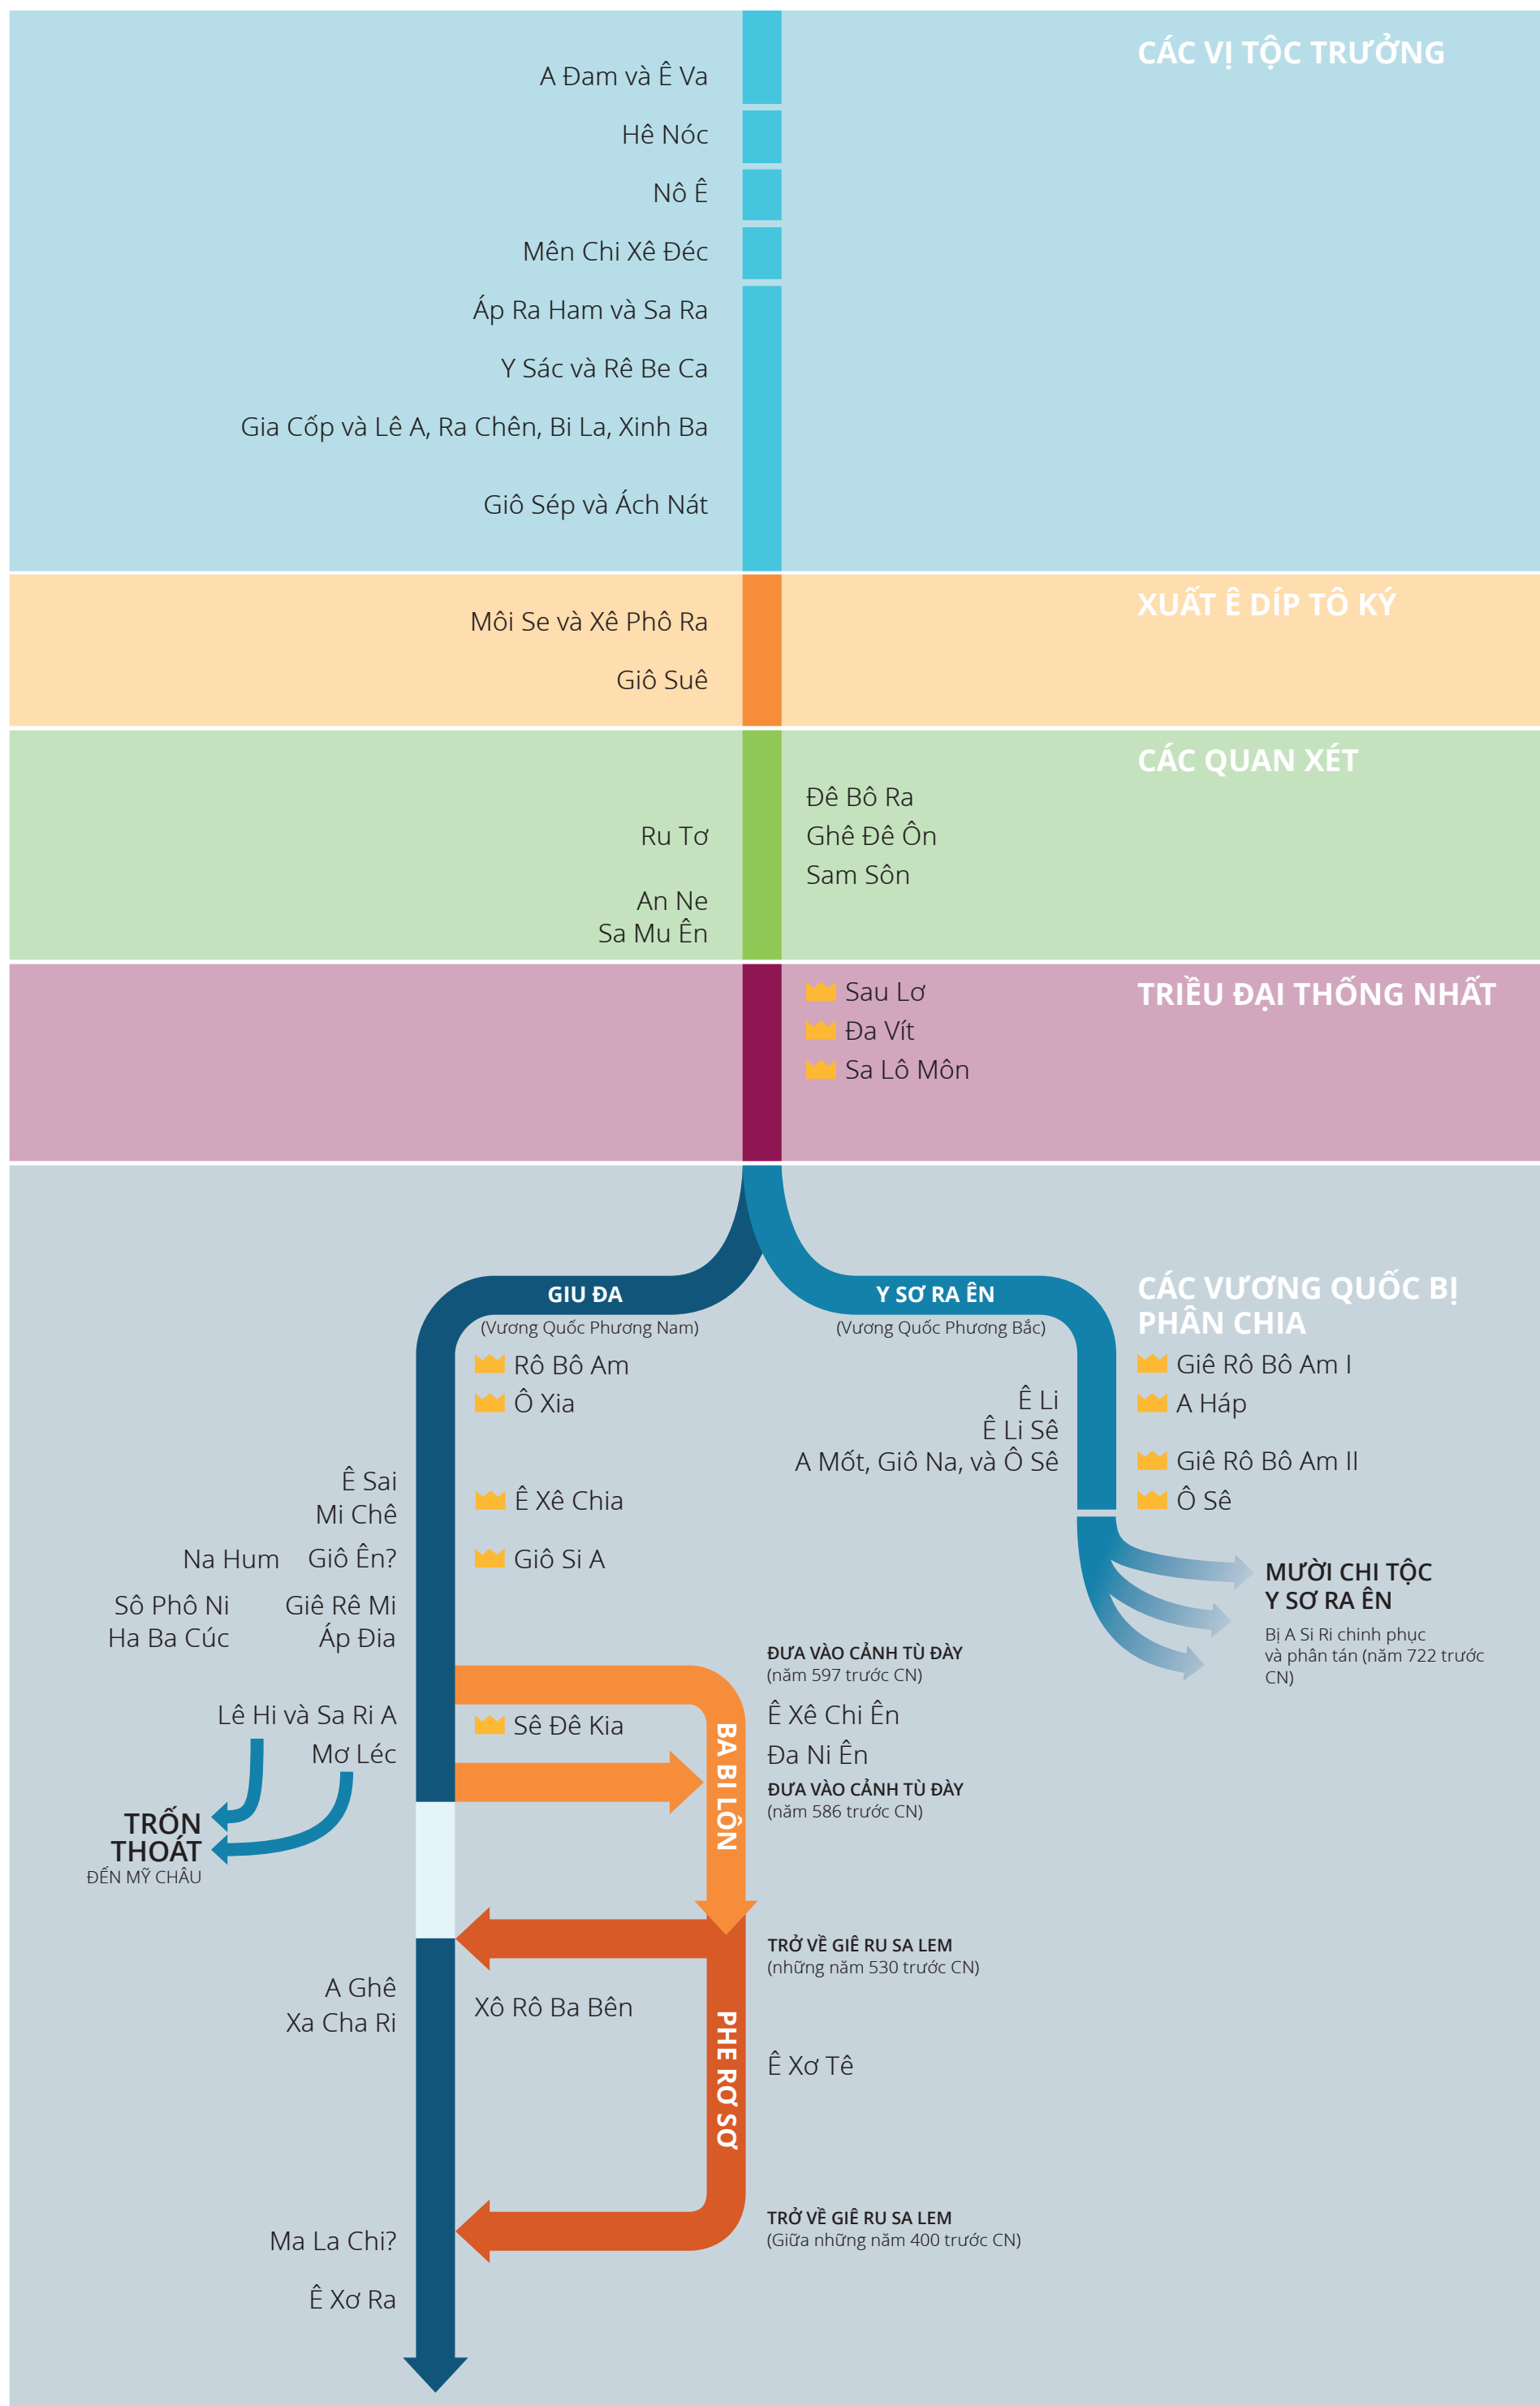 CÁC VỊ TỘC TRƯỞNG
A Đam và Ê Va
Hê Nóc
Nô Ê
Mên Chi Xê Đéc
Áp Ra Ham và Sa Ra
Y Sác và Rê Be Ca
Gia Cốp và Lê A, Ra Chên, Bi La, Xinh Ba
Giô Sép và Ách Nát
XUẤT Ê DÍP TÔ KÝ
Môi Se và Xê Phô Ra
Giô Suê
CÁC QUAN XÉT
Đê Bô Ra
Ru Tơ
Ghê Đê Ôn
Sam Sôn
An Ne
Sa Mu Ên
TRIỀU ĐẠI THỐNG NHẤT
Sau Lơ
Đa Vít
Sa Lô Môn
CÁC VƯƠNG QUỐC BỊ
PHÂN CHIA
GIU ĐA
(Vương Quốc Phương Nam)
Rô Bô Am
Ô Xia
Ê Sai
Mi Chê
Ê Xê Chia
Na Hum
Giô Ên?
Giô Si A
Sô Phô Ni
Ha Ba Cúc
Giê Rê Mi
Áp Đia
Y SƠ RA ÊN
(Vương Quốc Phương Bắc)
Ê Li
Ê Li Sê
A Mốt, Giô Na, và Ô Sê
Giê Rô Bô Am I
A Háp
Giê Rô Bô Am II
Ô Sê
MƯỜI CHI TỘC
Y SƠ RA ÊN
Bị A Si Ri chinh phục
và phân tán (năm 722 trước
CN)
ĐƯA VÀO CẢNH TÙ ĐÀY
(năm 597 trước CN)
Lê Hi và Sa Ri A
Mơ Léc
Sê Đê Kia
BA BI LÔN
Ê Xê Chi Ên
Đa Ni Ên
ĐƯA VÀO CẢNH TÙ ĐÀY
(năm 586 trước CN)
TRỐN
THOÁT
ĐẾN MỸ CHÂU
TRỞ VỀ GIÊ RU SA LEM
(những năm 530 trước CN)
A Ghê
Xa Cha Ri
Xô Rô Ba Bên
PHE RƠ SƠ
Ê Xơ Tê
TRỞ VỀ GIÊ RU SA LEM
(Giữa những năm 400 trước CN)
Ma La Chi?
Ê Xơ Ra